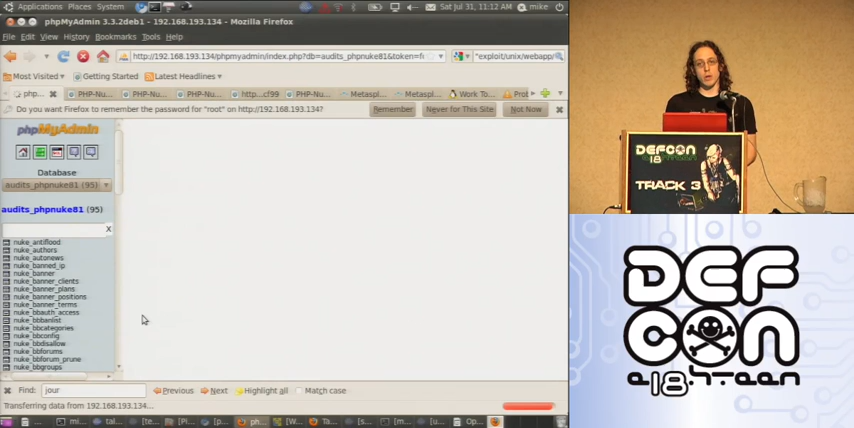 Applications Places System
Sat Jul 31, 11:12 AM mike
phpMyAdmin 3.3.2deb1 - 192.168.193.134 - Mozilla Firefox
File Edit View History Bookmarks Tools Help
http://192.168.193.134/phpmyadmin/index.php?db=audits_phpnuke81&token=f
"exploit/unix/webapp/
Most Visited Getting Started Latest Headlines
php... PHP-Nu... PHP-Nu... PHP-Nu... http...cf99 PHP-Nu... Metaspl... Metaspl... Work To... Prot
Do you want Firefox to remember the password for "root" on http://192.168.193.134?
Remember Never for This Site Not Now
phpMyAdmin
Database
audits_phpnuke81 (95)
audits_phpnuke81 (95)
X
nuke_antiflood
nuke_authors
nuke_autonews
nuke_banned_ip
nuke_banner
nuke_banner_clients
nuke_banner_plans
nuke_banner_positions
nuke_banner_terms
nuke_bbauth_access
nuke_bbbanlist
nuke_bbcategories
nuke_bbconfig
nuke_bbdisallow
nuke_bbforums
nuke_bbforum_prune
nuke_bbgroups
Find: jour Previous Next Highlight all Match case
Transferring data from 192.168.193.134...
DEFCON
18
TRACK 3
DEF
CON
e18hteen